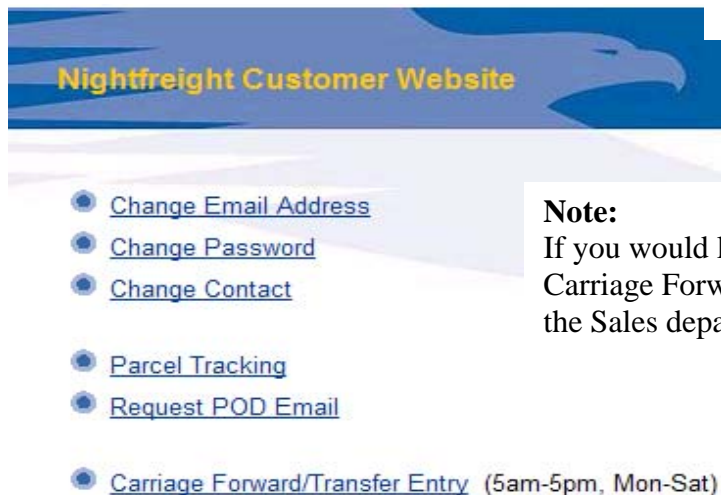 Nightfreight Customer Website
Change Email Address
Change Password
Change Contact
Note:
If you would
Carriage Forw
the Sales depa
Parcel Tracking
Request POD Email
Carriage Forward/Transfer Entry (5am-5pm, Mon-Sat)